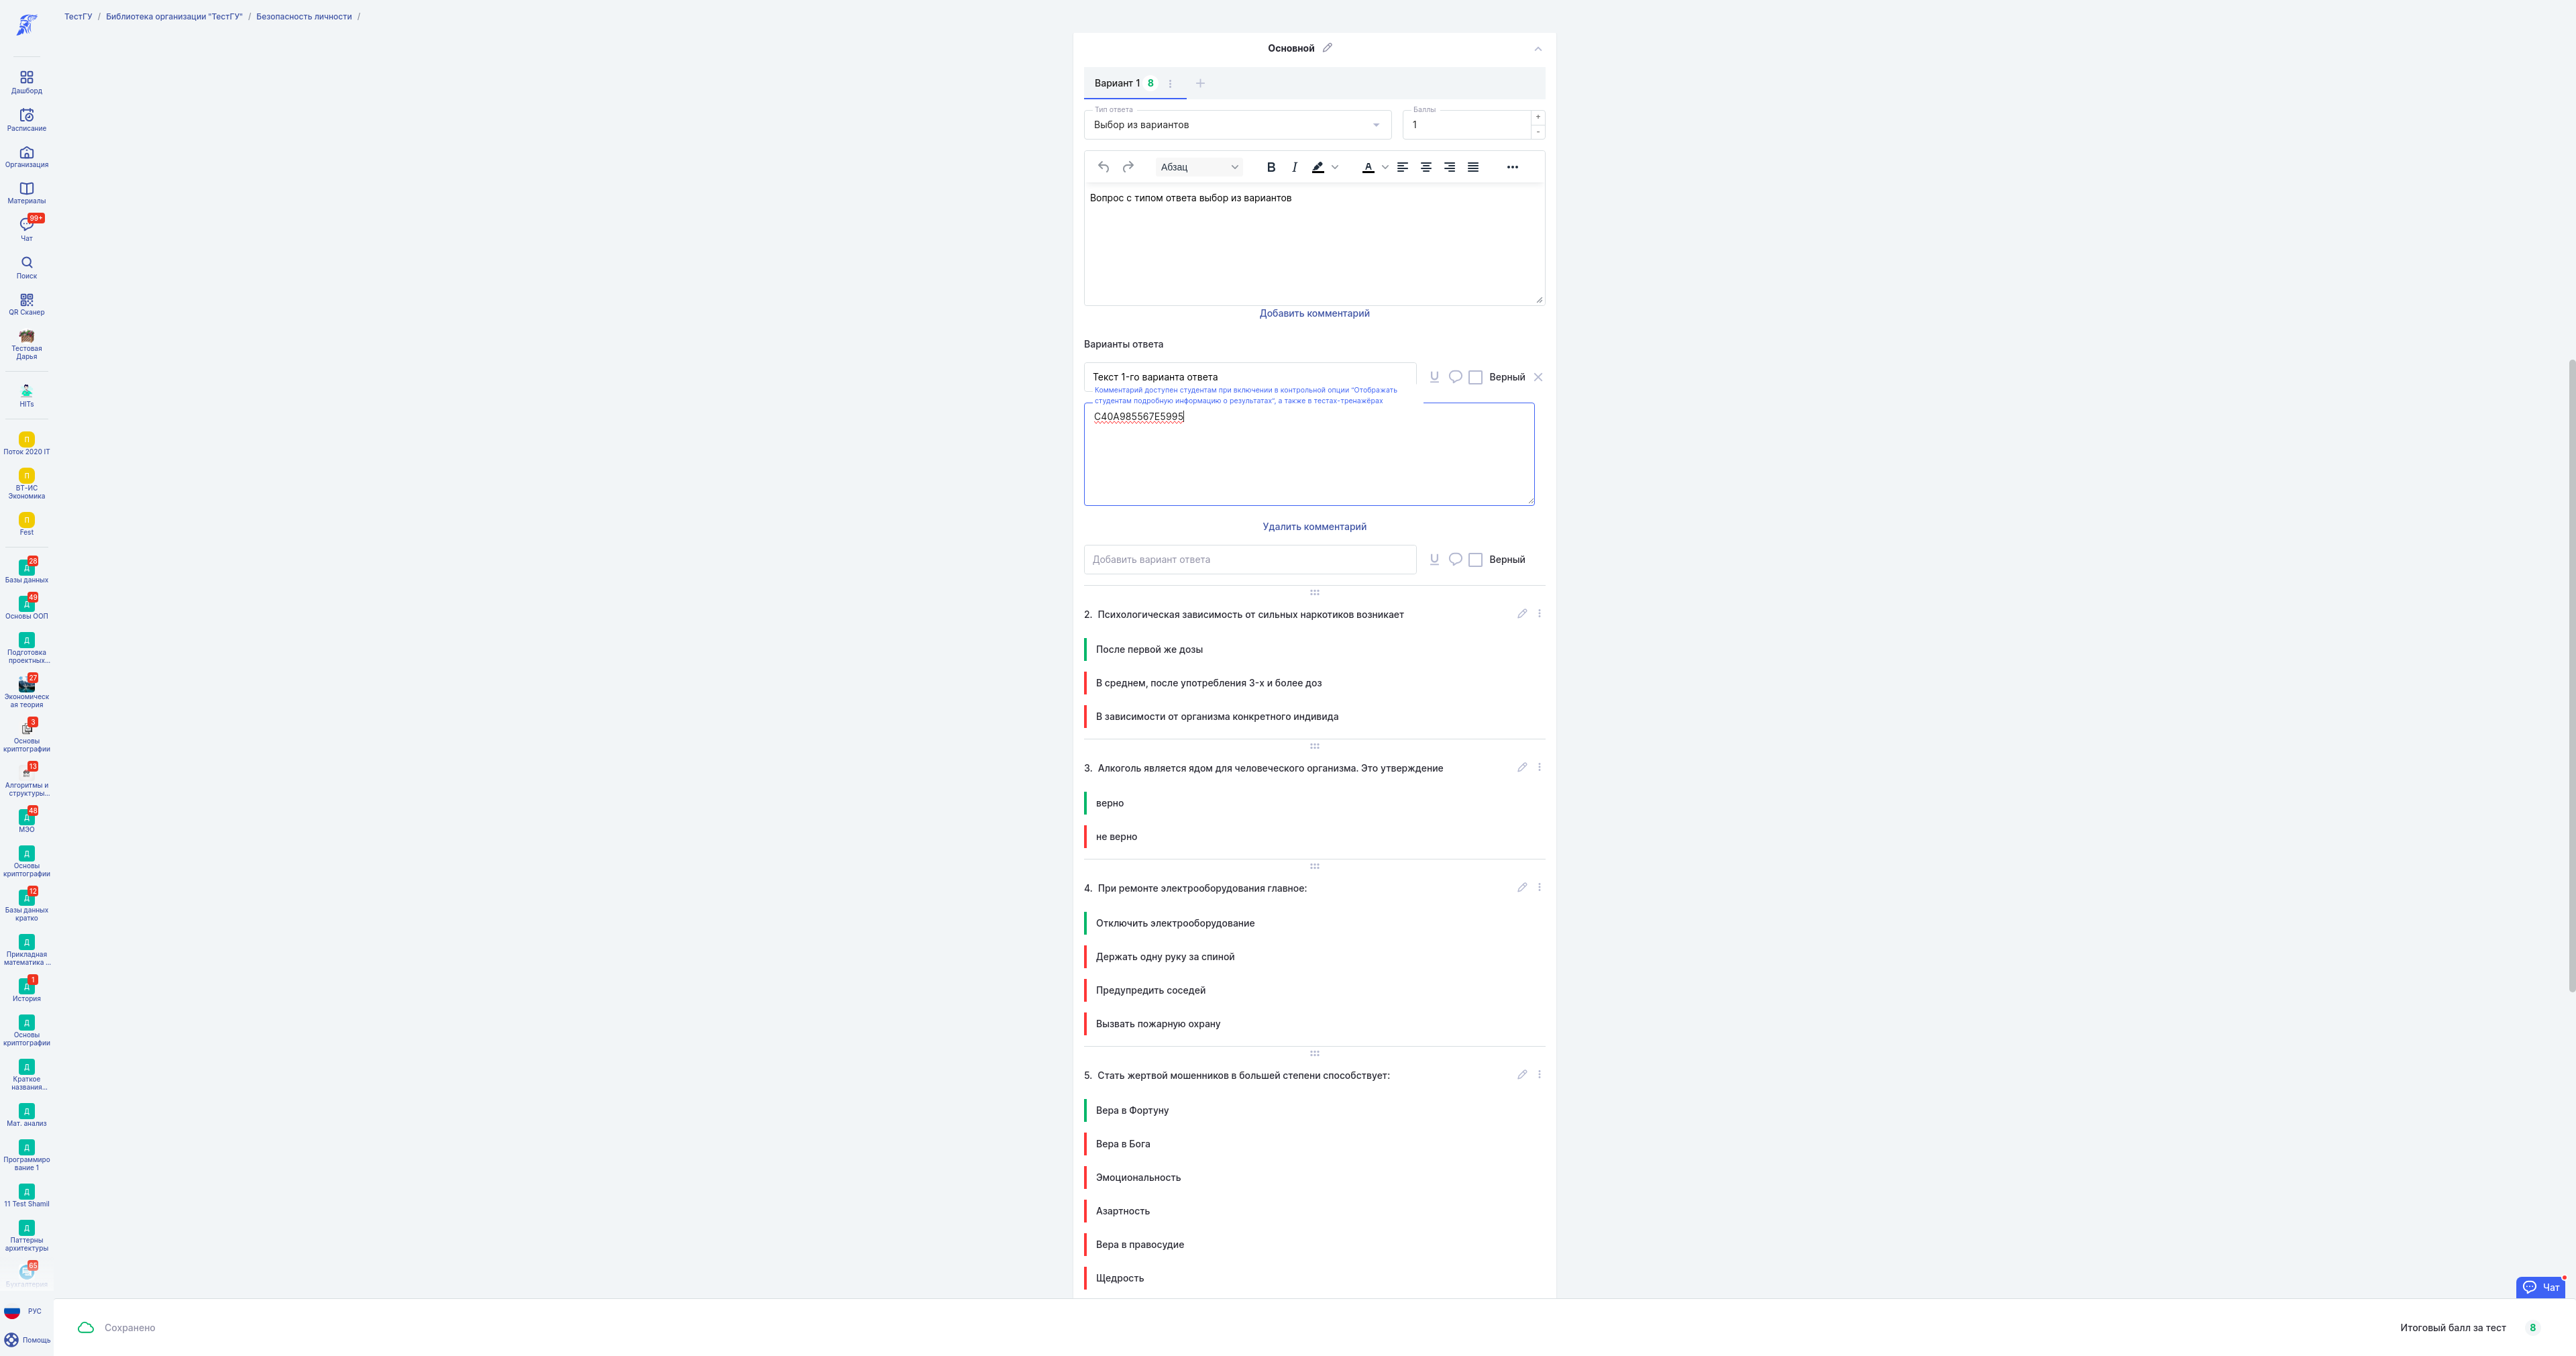 ТестГУ / Библиотека организации "ТестГУ" / Безопасность личности /
Дашборд
Расписание
Организация
Материалы
99+
Чат
Поиск
QR Сканер
Тестовая
Дарья
HITs
П
Поток 2020 IT
П
ВТ-ИС
Экономика
П
Fest
28
Д
Базы данных
49
Д
Основы ООП
Д
Подготовка
проектных...
27
Экономическ
ая теория
3
Основы
криптографии
13
Алгоритмы и
структуры...
48
Д
МЭО
Д
Основы
криптографии
12
Д
Базы данных
кратко
Д
Прикладная
математика ...
1
Д
История
Д
Основы
криптографии
Д
Краткое
названия...
Д
Мат. анализ
Д
Программиро
вание 1
Д
11 Test Shamil
Д
Паттерны
архитектуры
65
Бухгалтерия
РУС
Помощь
Основной
Вариант 1 8
Тип ответа
Выбор из вариантов
Баллы
1
+
-
Абзац
B I A
Вопрос с типом ответа выбор из вариантов
Добавить комментарий
Варианты ответа
Текст 1-го варианта ответа
U Верный
Комментарий доступен студентам при включении в контрольной опции "Отображать
студентам подробную информацию о результатах", а также в тестах-тренажёрах
C40A985567E5995
Удалить комментарий
Добавить вариант ответа
U Верный
2. Психологическая зависимость от сильных наркотиков возникает
После первой же дозы
В среднем, после употребления 3-х и более доз
В зависимости от организма конкретного индивида
3. Алкоголь является ядом для человеческого организма. Это утверждение
верно
не верно
4. При ремонте электрооборудования главное:
Отключить электрооборудование
Держать одну руку за спиной
Предупредить соседей
Вызвать пожарную охрану
5. Стать жертвой мошенников в большей степени способствует:
Вера в Фортуну
Вера в Бога
Эмоциональность
Азартность
Вера в правосудие
Щедрость
Чат
Сохранено
Итоговый балл за тест 8